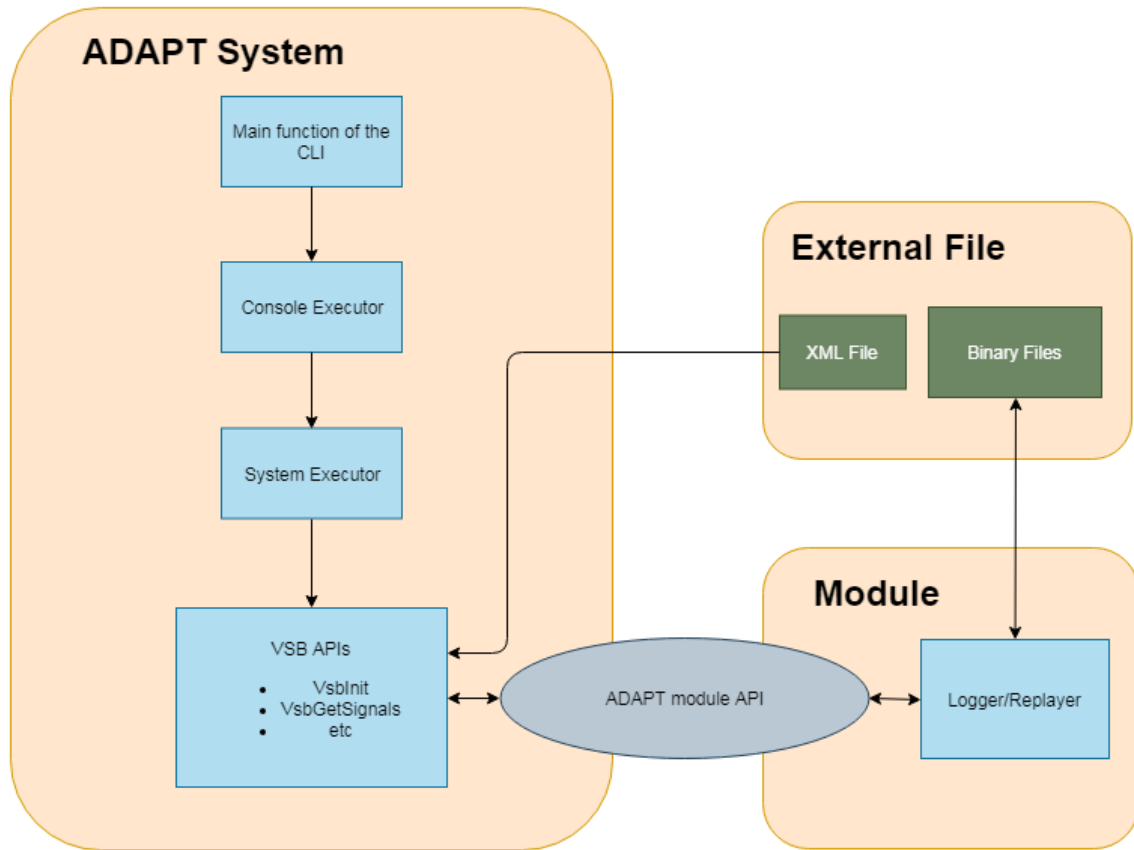 ADAPT System
Main function of the
CLI
Console Executor
System Executor
VSB APIs
• VsbInit
• VsbGetSignals
• etc
ADAPT module API
External File
XML File
Binary Files
Module
Logger/Replayer